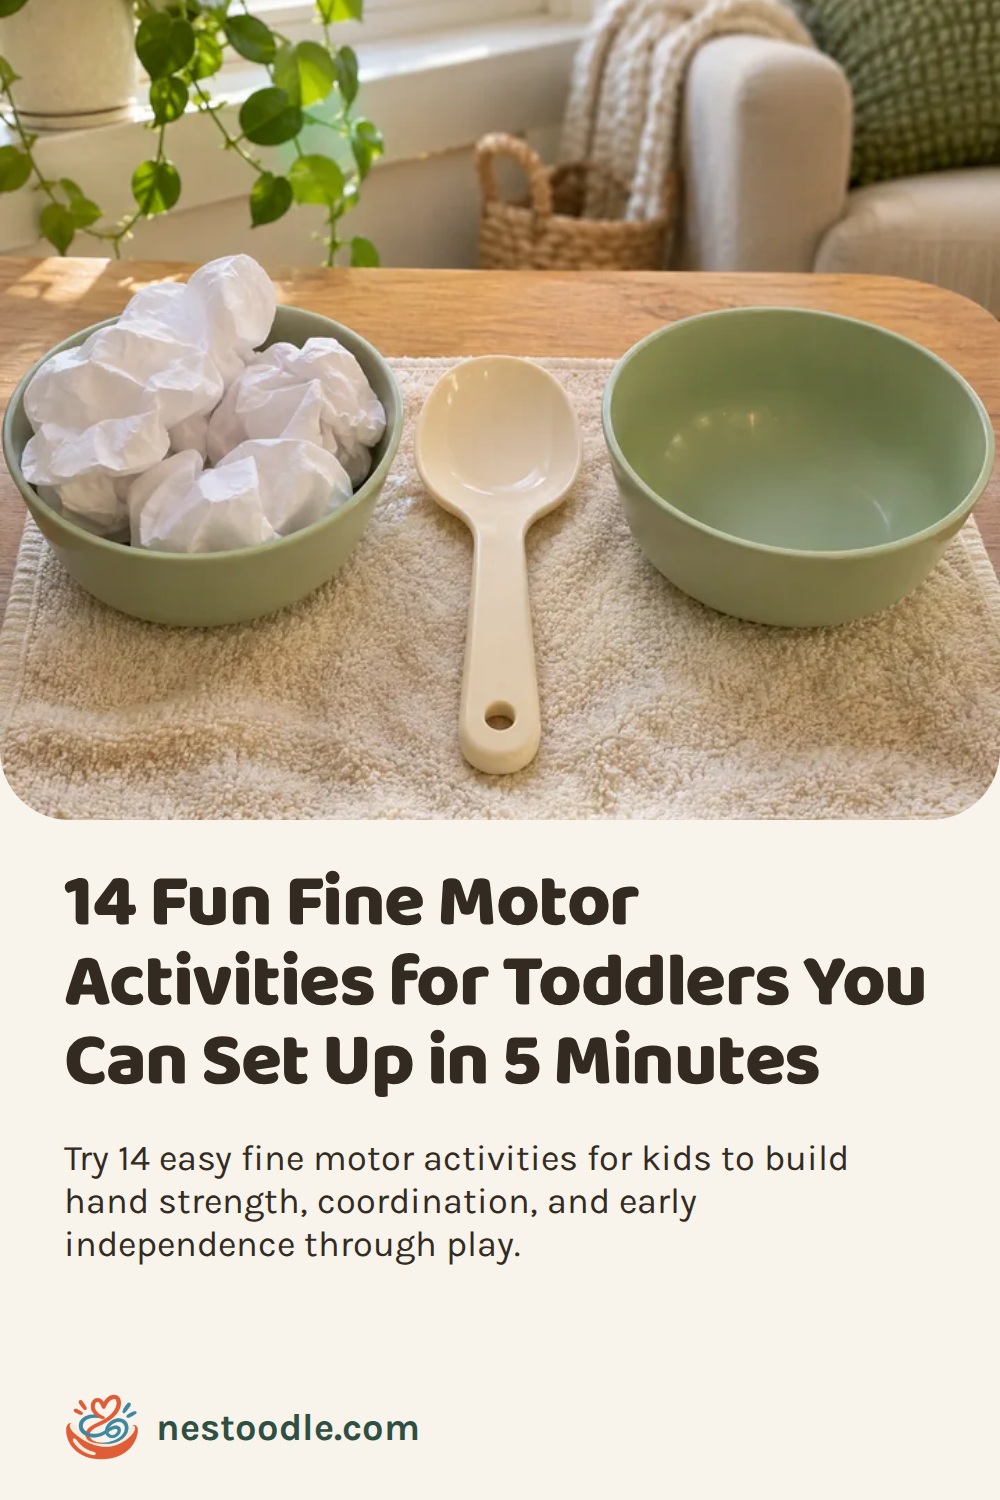 14 Fun Fine Motor
Activities for Toddlers You
Can Set Up in 5 Minutes
Try 14 easy fine motor activities for kids to build
hand strength, coordination, and early
independence through play.
nestoodle.com